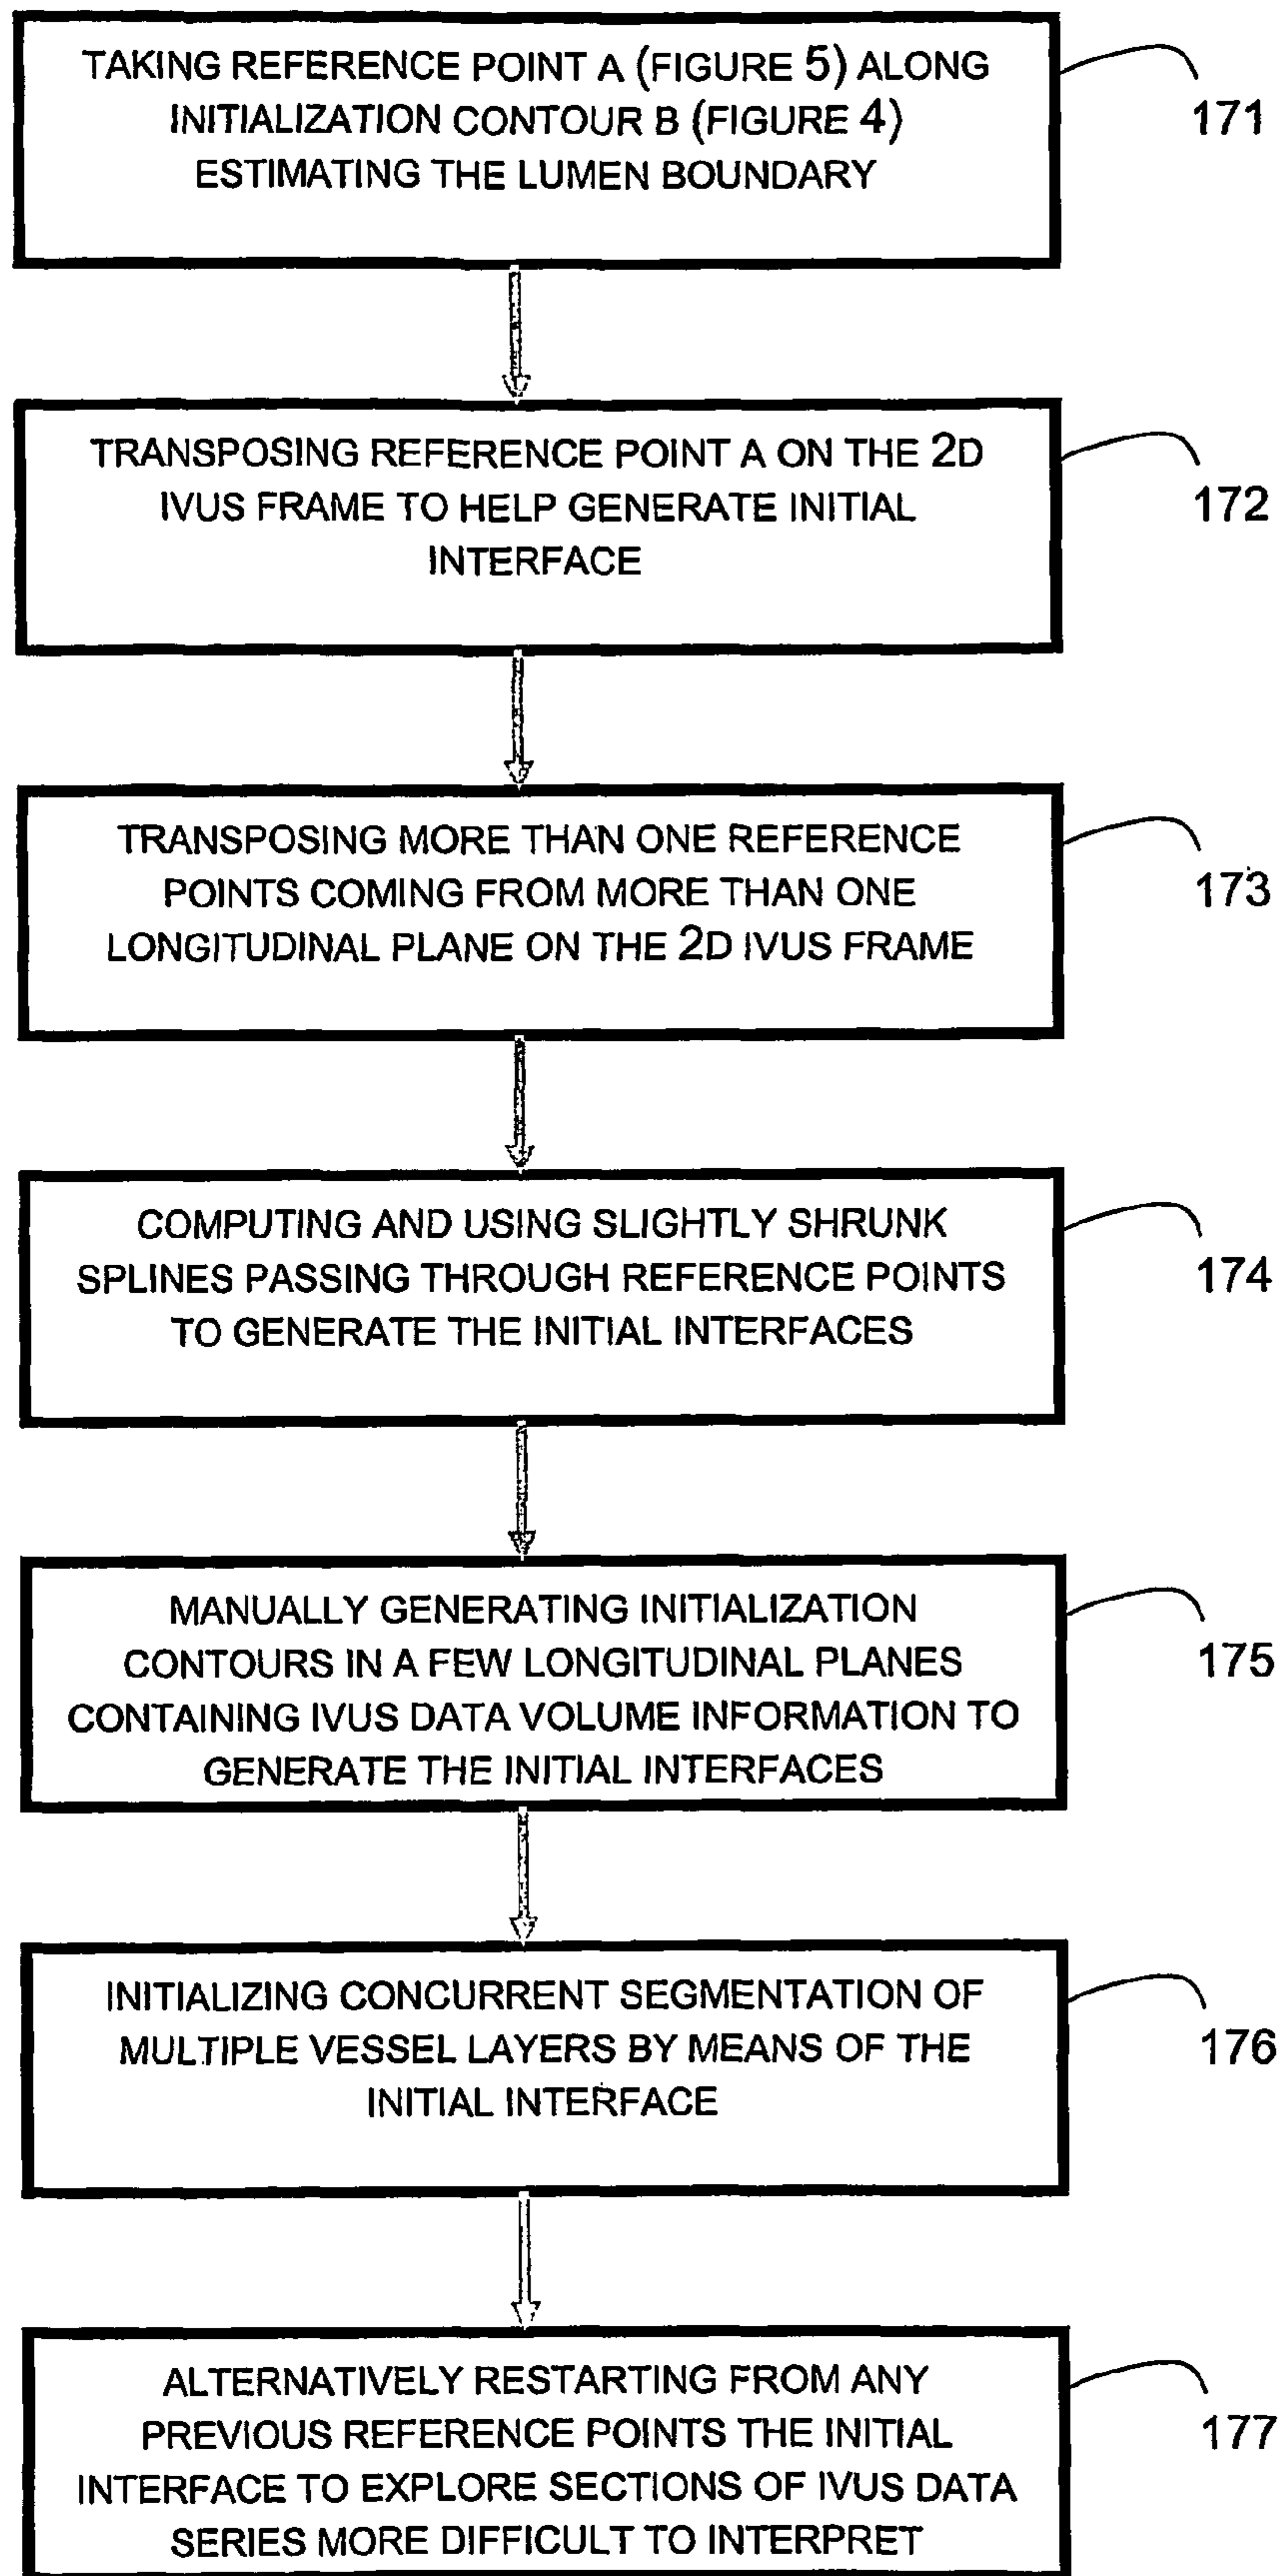 TAKING REFERENCE POINT A (FIGURE 5) ALONG
INITIALIZATION CONTOUR B (FIGURE 4)
ESTIMATING THE LUMEN BOUNDARY
171
TRANSPOSING REFERENCE POINT A ON THE 2D
IVUS FRAME TO HELP GENERATE INITIAL
INTERFACE
172
TRANSPOSING MORE THAN ONE REFERENCE
POINTS COMING FROM MORE THAN ONE
LONGITUDINAL PLANE ON THE 2D IVUS FRAME
173
COMPUTING AND USING SLIGHTLY SHRUNK
SPLINES PASSING THROUGH REFERENCE POINTS
TO GENERATE THE INITIAL INTERFACES
174
MANUALLY GENERATING INITIALIZATION
CONTOURS IN A FEW LONGITUDINAL PLANES
CONTAINING IVUS DATA VOLUME INFORMATION TO
GENERATE THE INITIAL INTERFACES
175
INITIALIZING CONCURRENT SEGMENTATION OF
MULTIPLE VESSEL LAYERS BY MEANS OF THE
INITIAL INTERFACE
176
ALTERNATIVELY RESTARTING FROM ANY
PREVIOUS REFERENCE POINTS THE INITIAL
INTERFACE TO EXPLORE SECTIONS OF IVUS DATA
SERIES MORE DIFFICULT TO INTERPRET
177